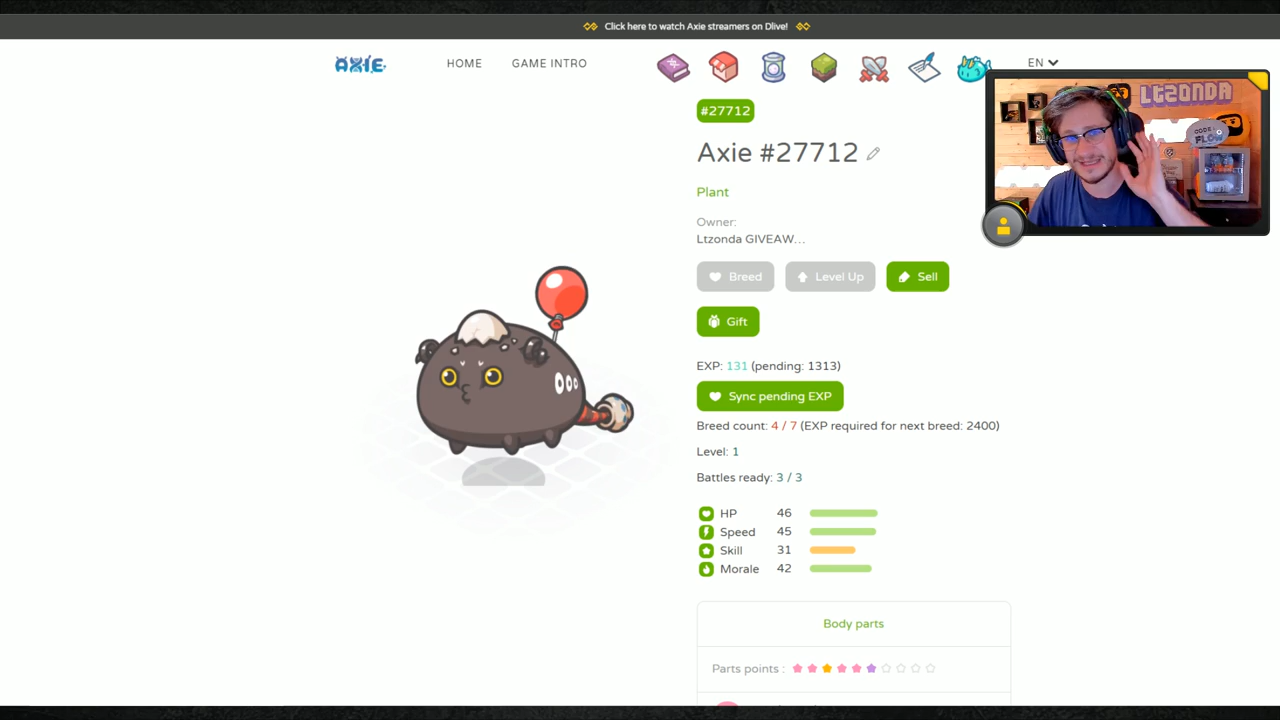 Click here to watch Axie streamers on Dlive!
AXIE
HOME
GAME INTRO
EN
LTZONDA
CODE
FLOW
#27712
Axie #27712
Plant
Owner:
Ltzonda GIVEAW...
Breed
Level Up
Sell
Gift
EXP: 131 (pending: 1313)
Sync pending EXP
Breed count: 4 / 7 (EXP required for next breed: 2400)
Level: 1
Battles ready: 3 / 3
HP 46
Speed 45
Skill 31
Morale 42
Body parts
Parts points :